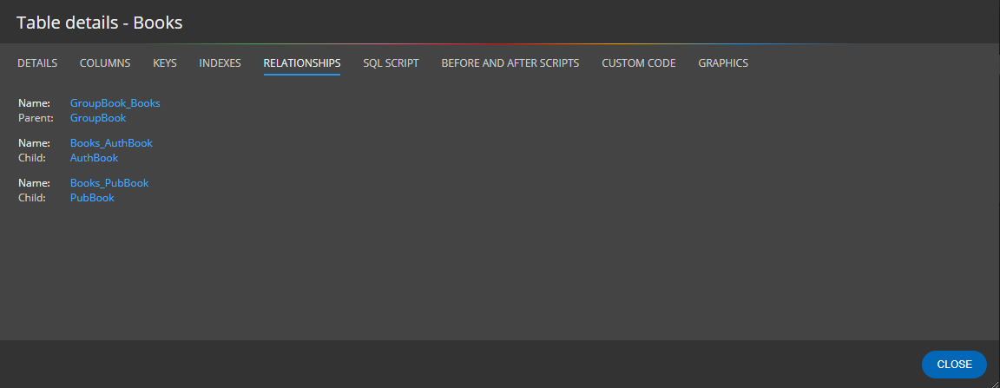 Table details - Books
DETAILS COLUMNS KEYS INDEXES RELATIONSHIPS SQL SCRIPT BEFORE AND AFTER SCRIPTS CUSTOM CODE GRAPHICS
Name: GroupBook_Books
Parent: GroupBook
Name: Books_AuthBook
Child: AuthBook
Name: Books_PubBook
Child: PubBook
CLOSE